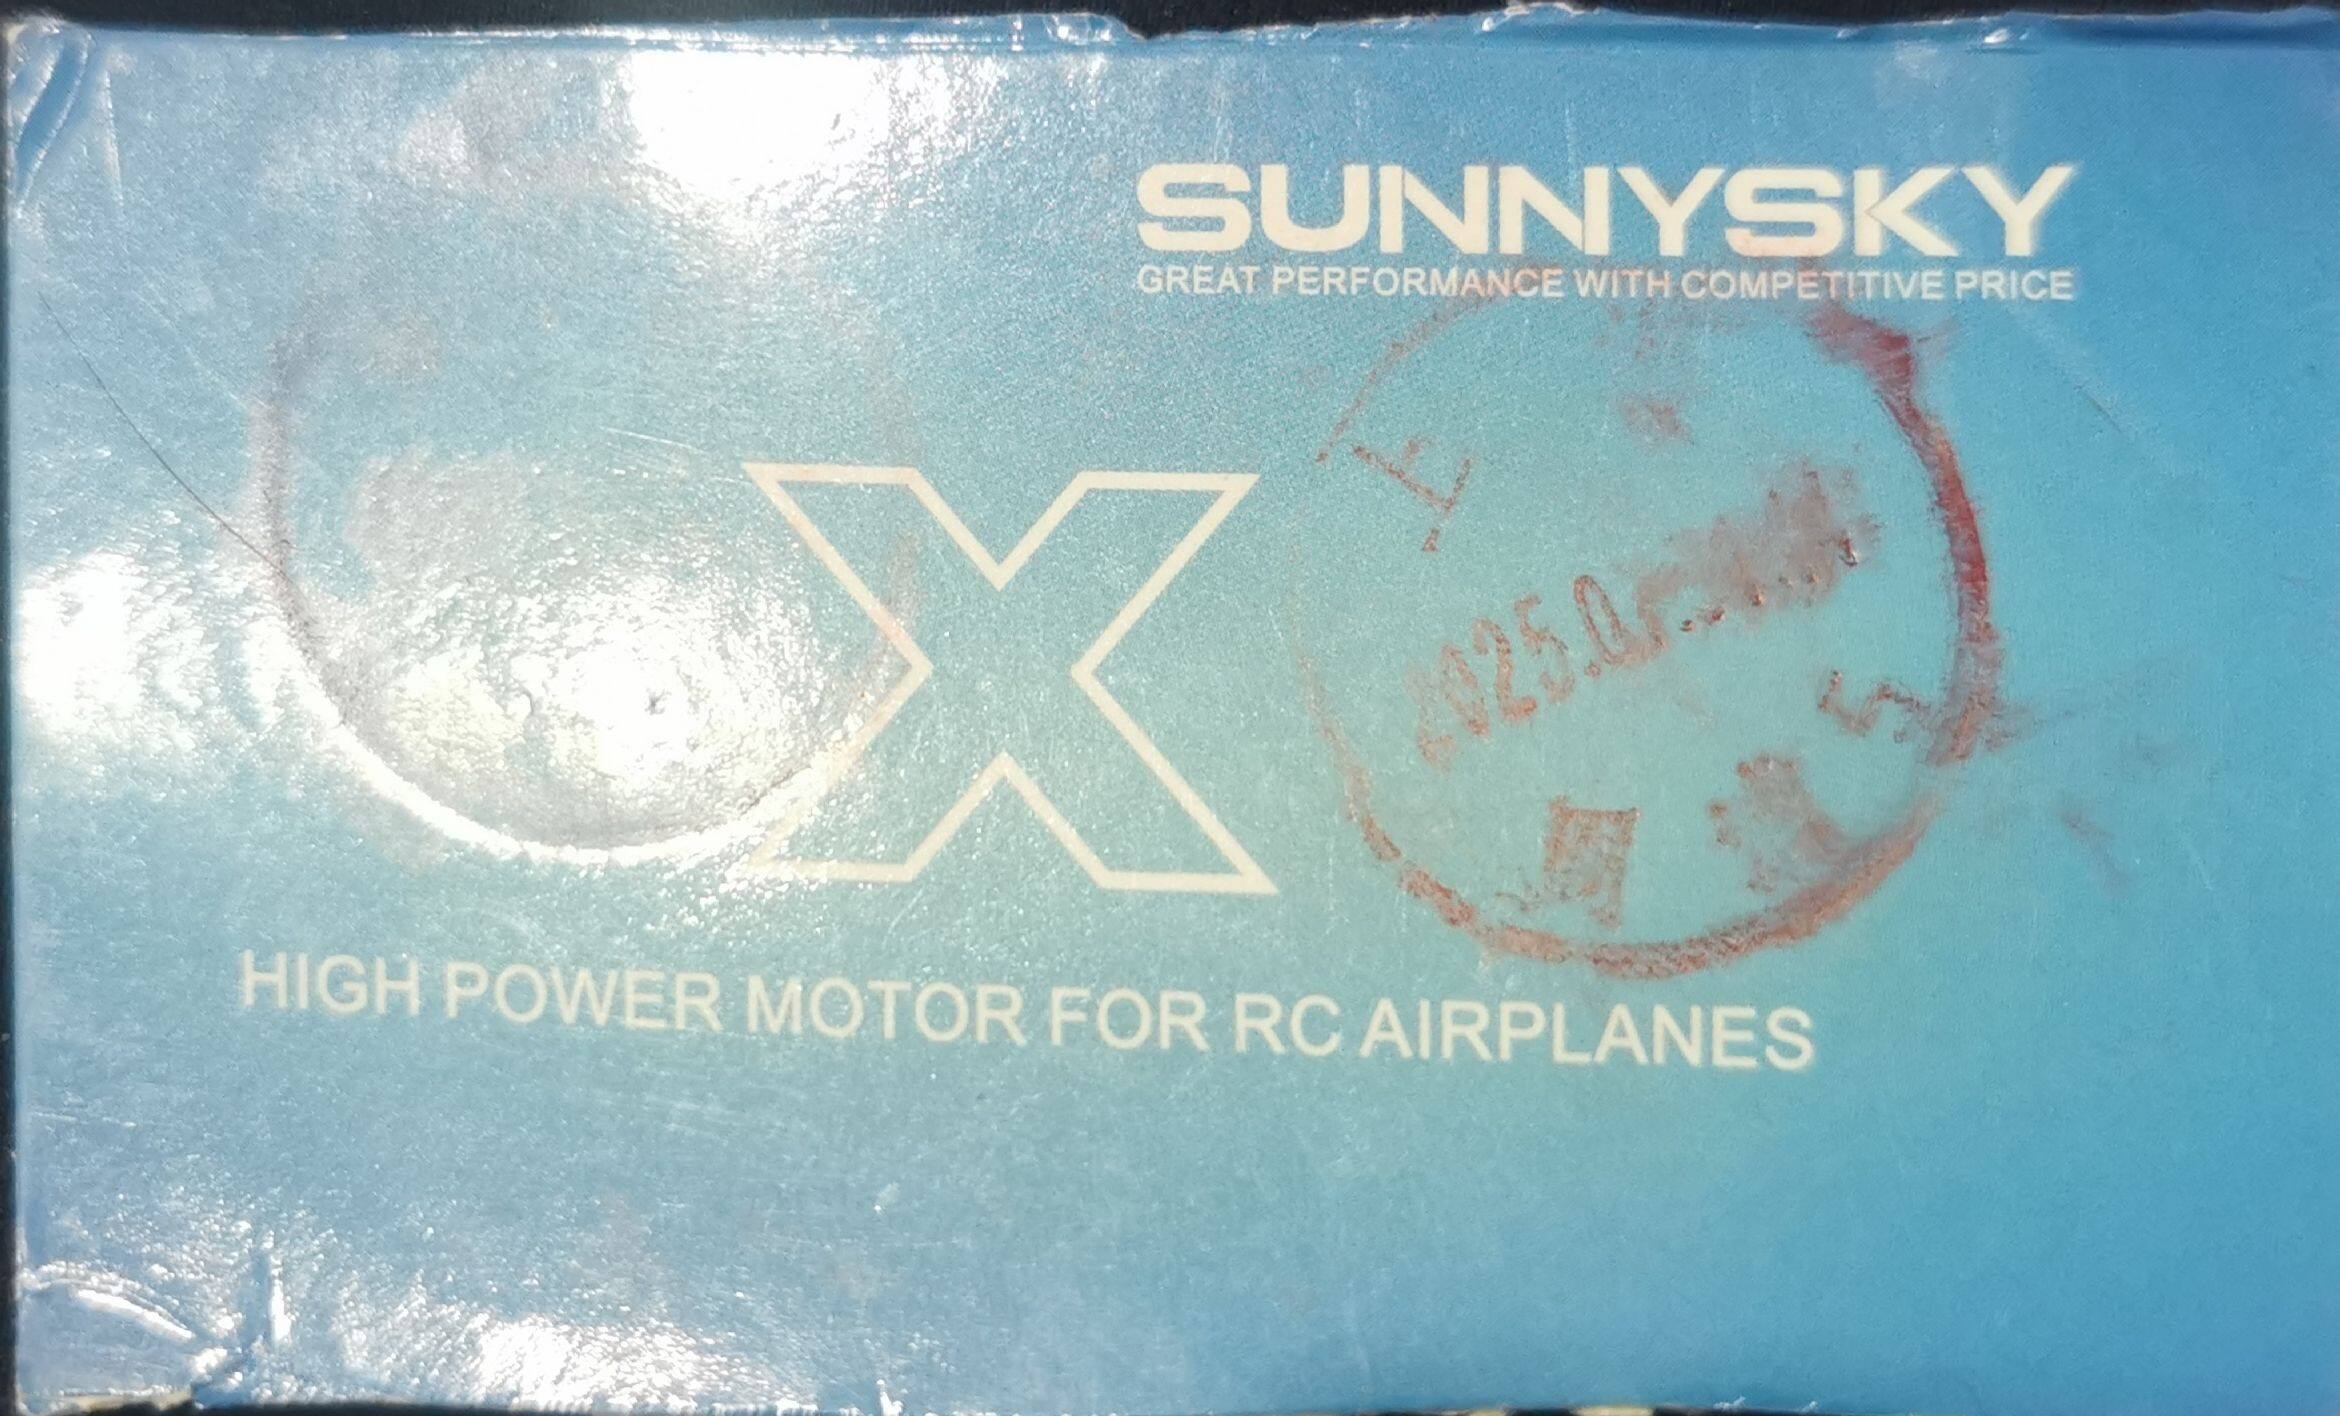 SUNNYSKY
GREAT PERFORMANCE WITH COMPETITIVE PRICE
X
HIGH POWER MOTOR FOR RC AIRPLANES